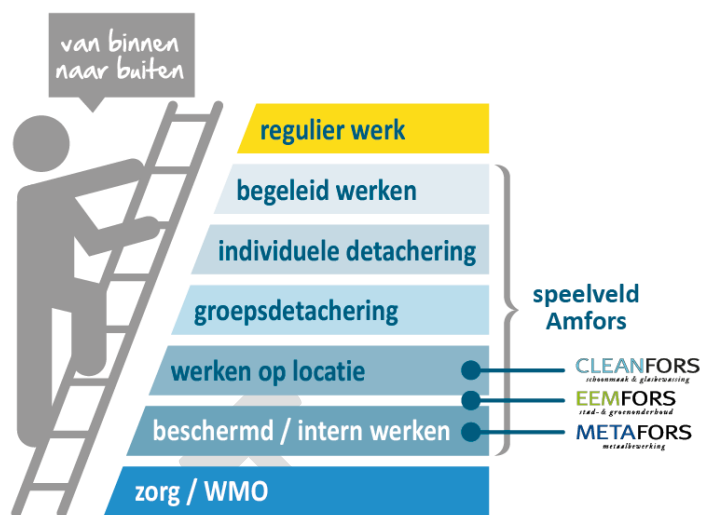 van binnen
naar buiten
regulier werk
begeleid werken
individuele detachering
groepsdetachering
werken op locatie
beschermd / intern werken
zorg / WMO
speelveld
Amfors
CLEANFORS
schoonmaak & glasbewassing
EEMFORS
stad- & groenonderhoud
METAFORS
metaalbewerking